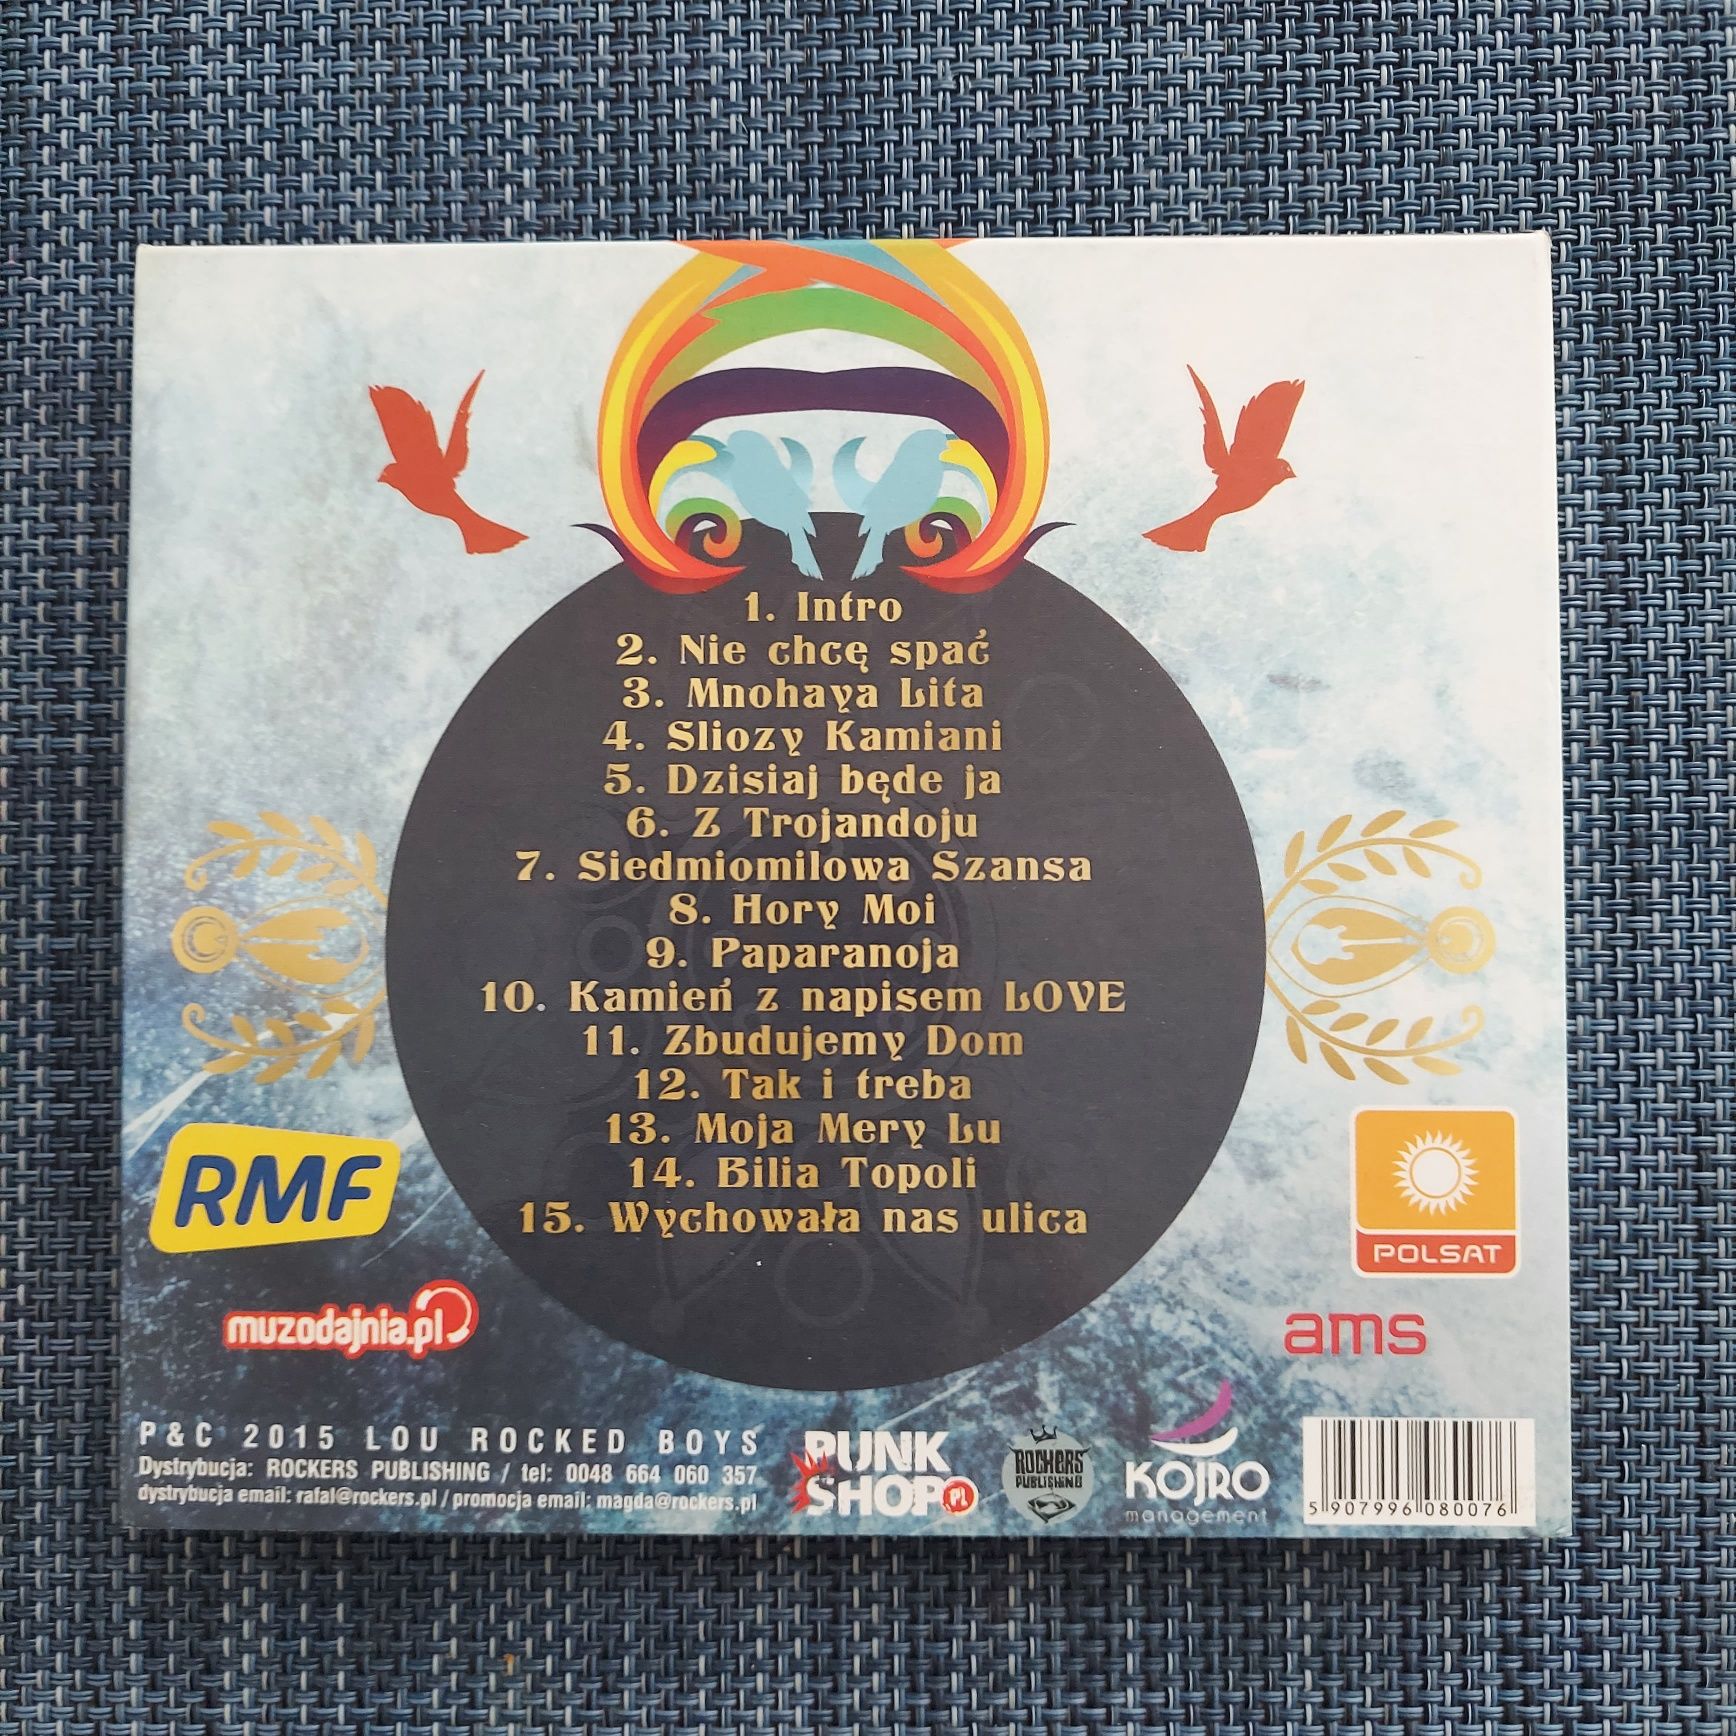 1. Intro
2. Nie chcę spać
3. Mnohaya Lita
4. Sliozy Kamiani
5. Dzisiaj będe ja
6. Z Trojandoju
7. Siedmiomilowa Szansa
8. Hory Moi
9. Paparanoja
10. Kamień z napisem LOVE
11. Zbudujemy Dom
12. Tak i treba
13. Moja Mery Lu
14. Bilia Topoli
15. Wychowała nas ulica
RMF
POLSAT
muzodajnia.pl
ams
P & C 2015 LOU ROCKED BOYS
Dystrybucja: ROCKERS PUBLISHING / tel: 0048 664 060 357
dystrybucja email: rafal@rockers.pl / promocja email: magda@rockers.pl
PUNK
SHOP.PL
ROCKERS
PUBLISHING
KOJRO
management
5 907996 080076